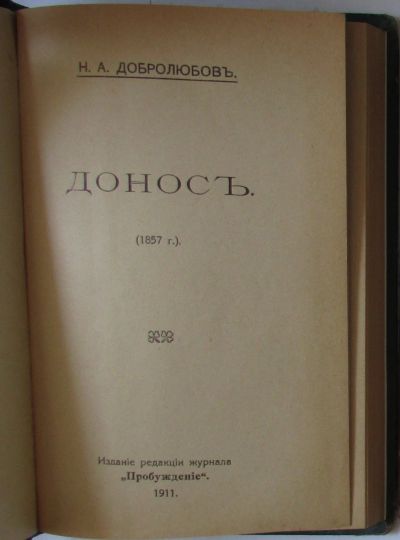 Н. А. ДОБРОЛЮБОВЪ.
ДОНОСЪ.
(1857 г.).
Изданіе редакціи журнала
„Пробужденіе“.
1911.